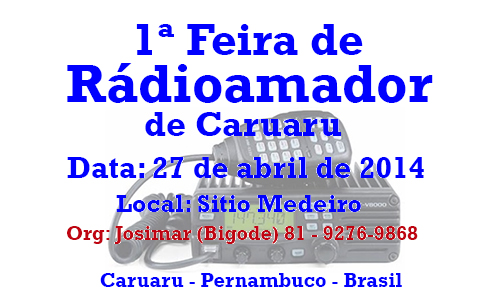 1ª Feira de
Rádioamador
de Caruaru
Data: 27 de abril de 2014
Local: Sitio Medeiro
Org: Josimar (Bigode) 81 - 9276-9868
Caruaru - Pernambuco - Brasil